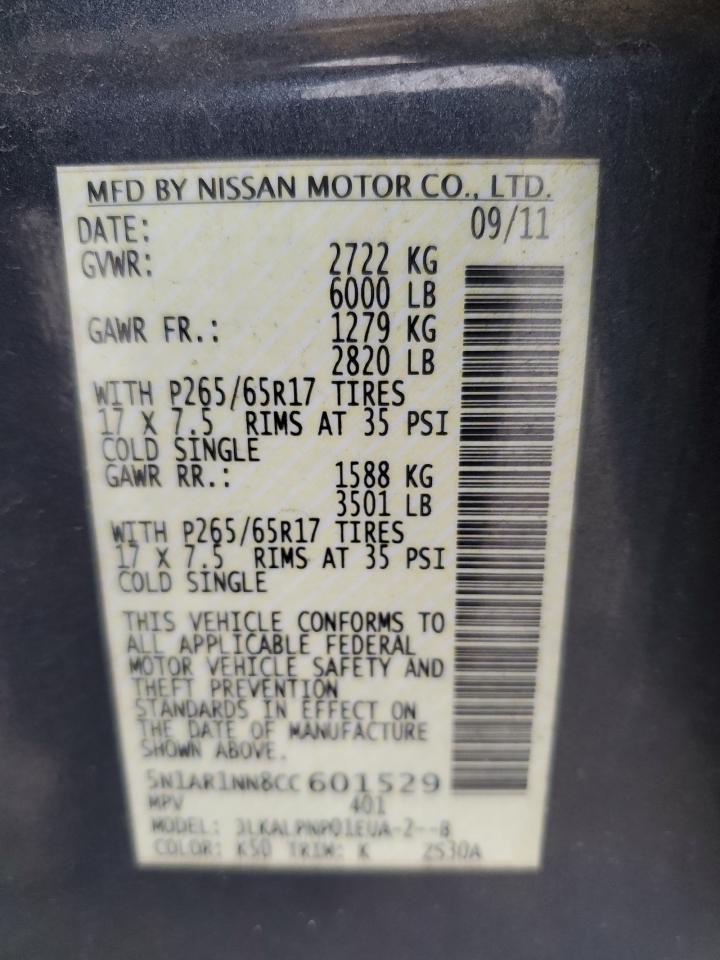 MFD BY NISSAN MOTOR CO., LTD.
DATE: 09/11
GVWR: 2722 KG
6000 LB
GAWR FR.: 1279 KG
2820 LB
WITH P265/65R17 TIRES
17 X 7.5 RIMS AT 35 PSI
COLD SINGLE
GAWR RR.: 1588 KG
3501 LB
WITH P265/65R17 TIRES
17 X 7.5 RIMS AT 35 PSI
COLD SINGLE
THIS VEHICLE CONFORMS TO
ALL APPLICABLE FEDERAL
MOTOR VEHICLE SAFETY AND
THEFT PREVENTION
STANDARDS IN EFFECT ON
THE DATE OF MANUFACTURE
SHOWN ABOVE.
5N1AR1NN8CC601529
MPV 401
MODEL: 3LKALPNP01EUA-2--B
COLOR: K50 TRIM: K 2S30A